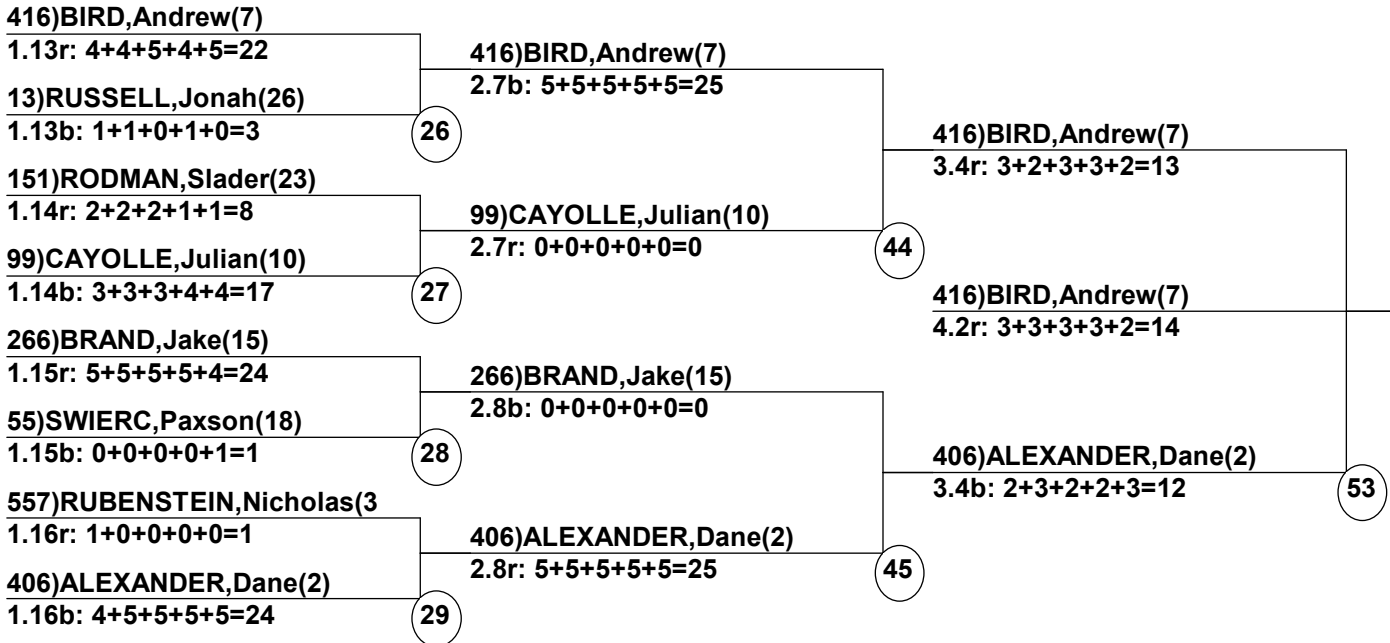 416)BIRD,Andrew(7)
1.13r: 4+4+5+4+5=22
13)RUSSELL,Jonah(26)
1.13b: 1+1+0+1+0=3
26
151)RODMAN,Slader(23)
1.14r: 2+2+2+1+1=8
99)CAYOLLE,Julian(10)
1.14b: 3+3+3+4+4=17
27
266)BRAND,Jake(15)
1.15r: 5+5+5+5+4=24
55)SWIERC,Paxson(18)
1.15b: 0+0+0+0+1=1
28
557)RUBENSTEIN,Nicholas(3
1.16r: 1+0+0+0+0=1
406)ALEXANDER,Dane(2)
1.16b: 4+5+5+5+5=24
29
416)BIRD,Andrew(7)
2.7b: 5+5+5+5+5=25
99)CAYOLLE,Julian(10)
2.7r: 0+0+0+0+0=0
44
266)BRAND,Jake(15)
2.8b: 0+0+0+0+0=0
406)ALEXANDER,Dane(2)
2.8r: 5+5+5+5+5=25
45
416)BIRD,Andrew(7)
3.4r: 3+2+3+3+2=13
416)BIRD,Andrew(7)
4.2r: 3+3+3+3+2=14
406)ALEXANDER,Dane(2)
3.4b: 2+3+2+2+3=12
53